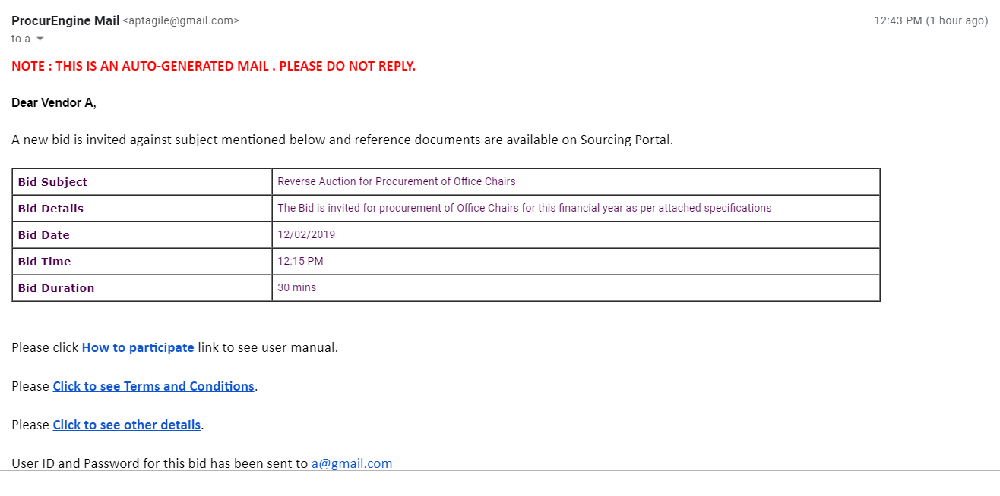 ProcurEngine Mail <aptagile@gmail.com> 12:43 PM (1 hour ago)
to a
NOTE : THIS IS AN AUTO-GENERATED MAIL . PLEASE DO NOT REPLY.
Dear Vendor A,
A new bid is invited against subject mentioned below and reference documents are available on Sourcing Portal.
Bid Subject Reverse Auction for Procurement of Office Chairs
Bid Details The Bid is invited for procurement of Office Chairs for this financial year as per attached specifications
Bid Date 12/02/2019
Bid Time 12:15 PM
Bid Duration 30 mins
Please click How to participate link to see user manual.
Please Click to see Terms and Conditions.
Please Click to see other details.
User ID and Password for this bid has been sent to a@gmail.com